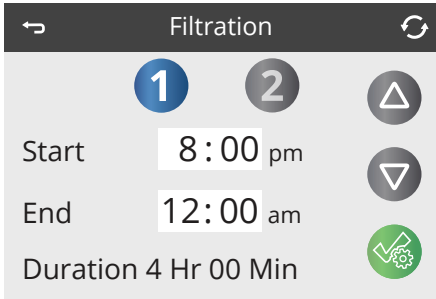 Filtration
1 2
Start 8:00 pm
End 12:00 am
Duration 4 Hr 00 Min